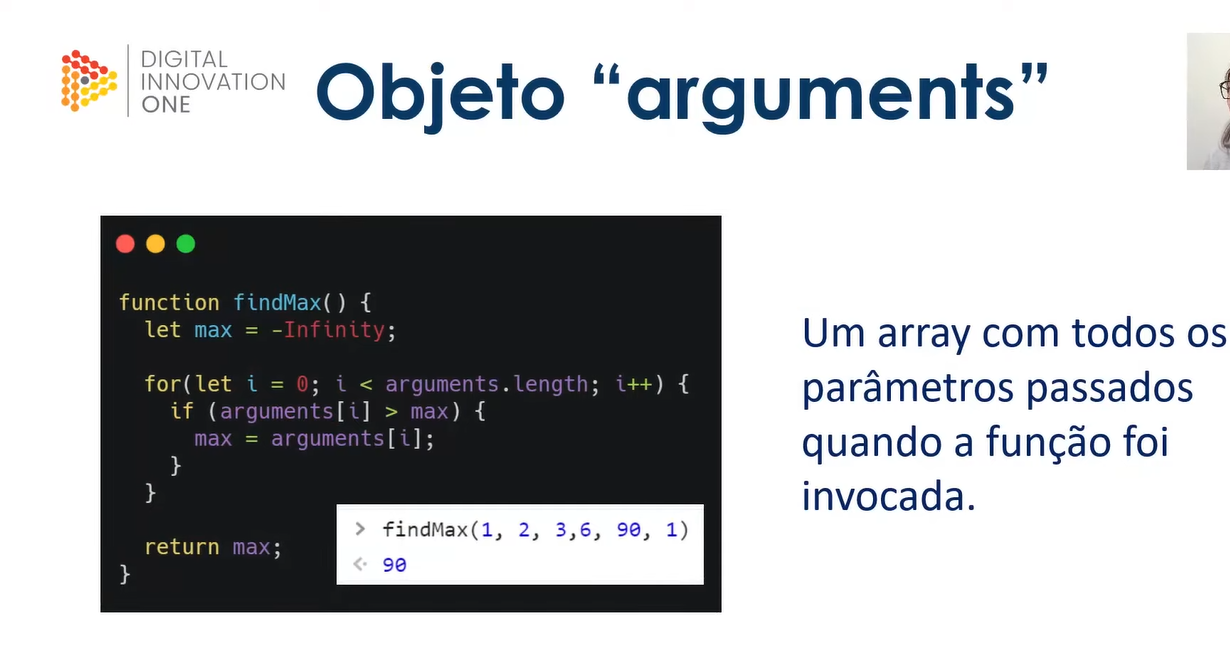 DIGITAL
INNOVATION
ONE
Objeto “arguments”
function findMax() {
let max = -Infinity;
for(let i = 0; i < arguments.length; i++) {
if (arguments[i] > max) {
max = arguments[i];
}
}
return max;
}
> findMax(1, 2, 3,6, 90, 1)
< 90
Um array com todos os
parâmetros passados
quando a função foi
invocada.